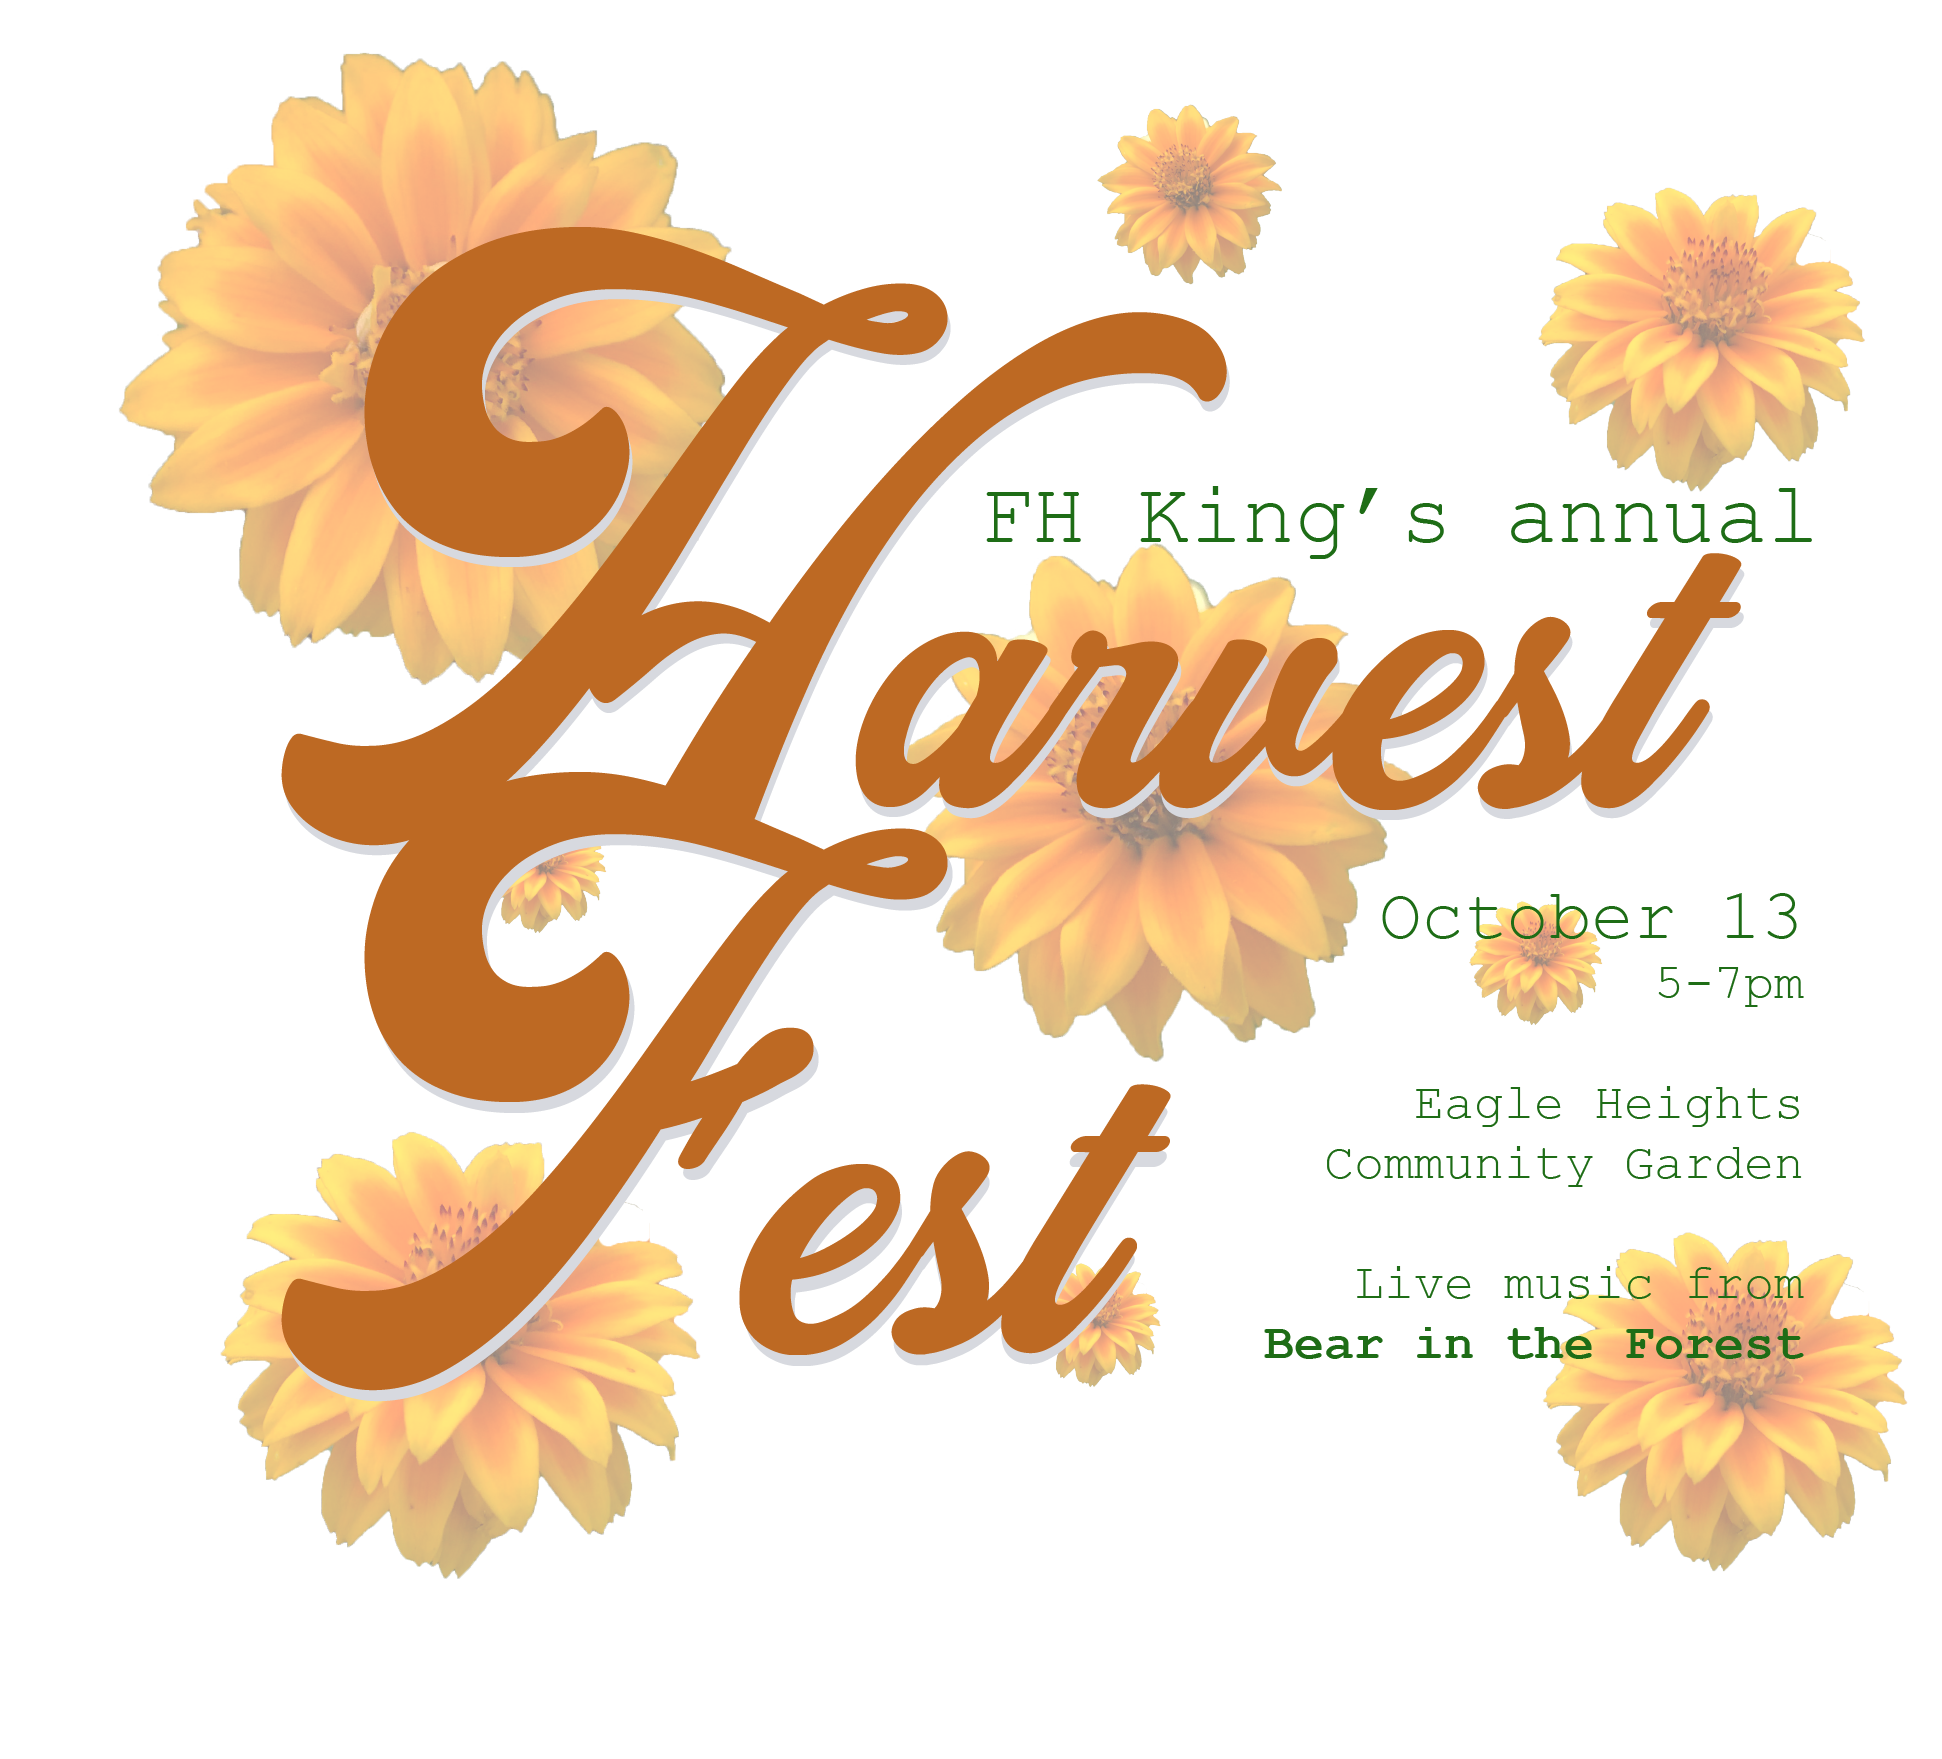 FH King's annual
Harvest
Fest
October 13
5-7pm
Eagle Heights
Community Garden
Live music from
Bear in the Forest